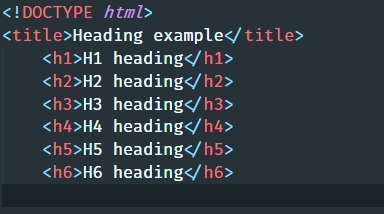 <!DOCTYPE html>
<title>Heading example</title>
<h1>H1 heading</h1>
<h2>H2 heading</h2>
<h3>H3 heading</h3>
<h4>H4 heading</h4>
<h5>H5 heading</h5>
<h6>H6 heading</h6>